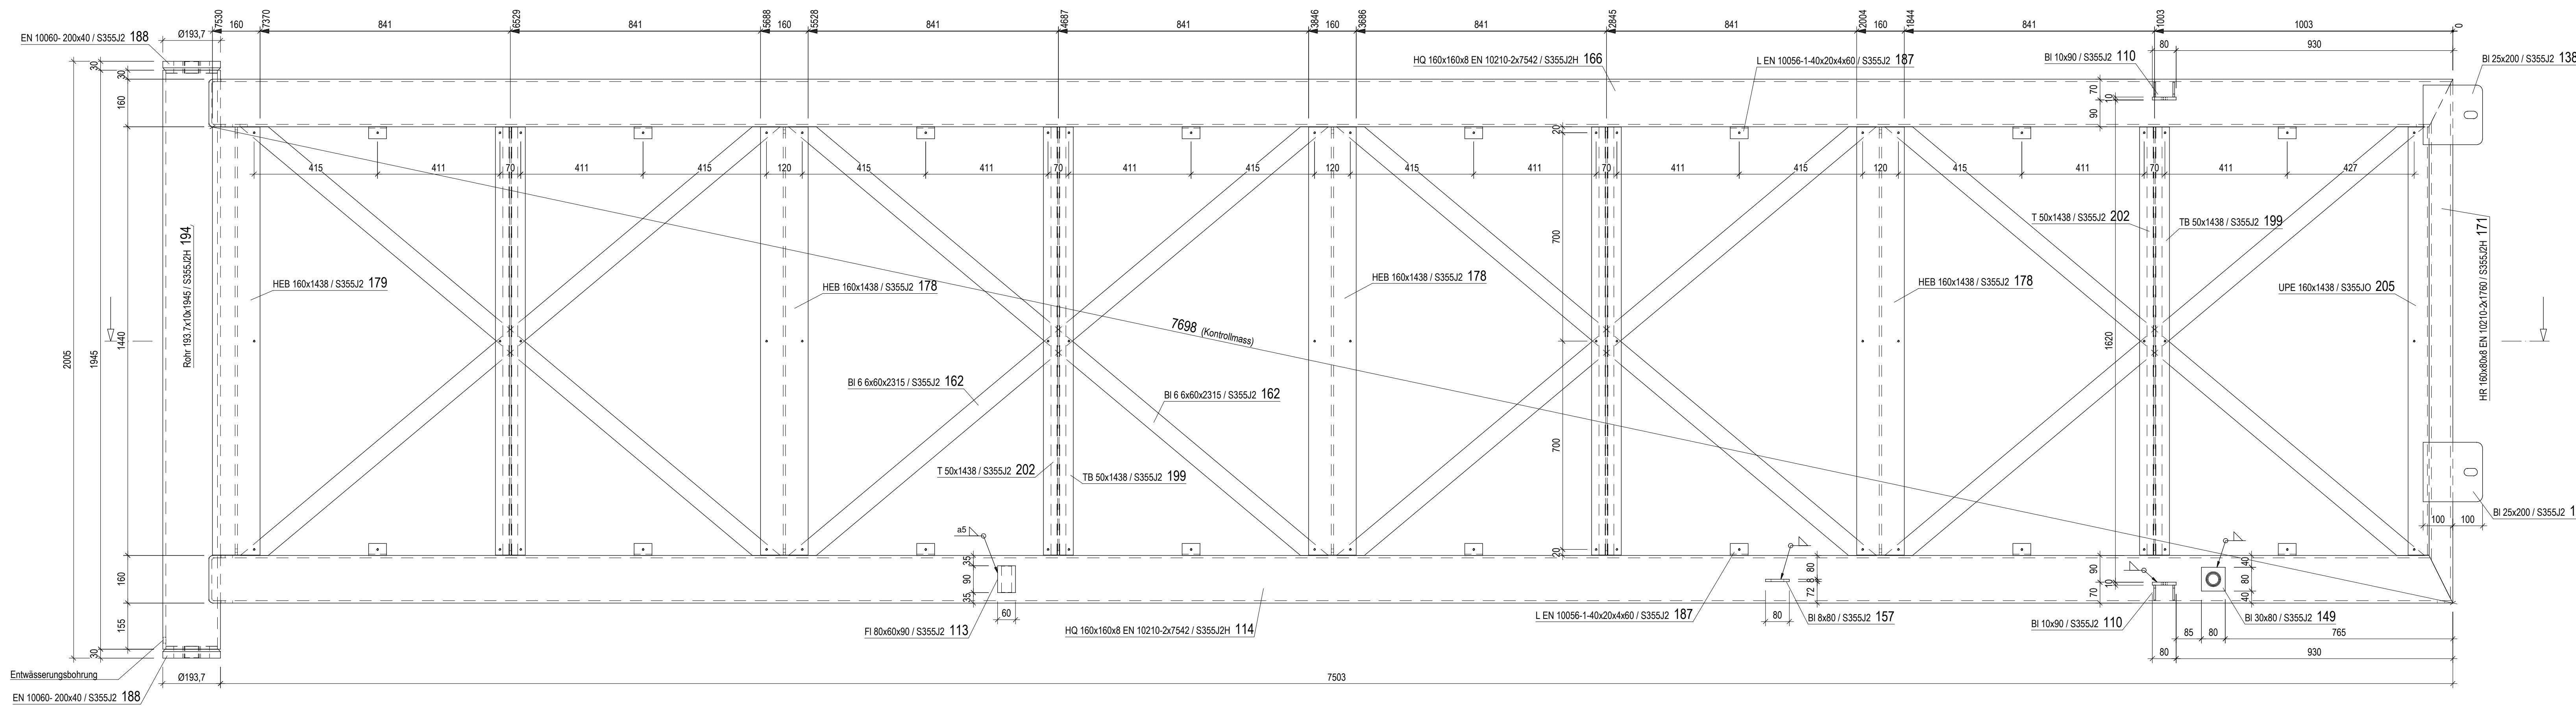 7530 160 7370 841 6529 841 5688 160 5528 841 4687 841 3846 160 3686 841 2845 841 2004 160 1844 841 1003 1003 0
EN 10060- 200x40 / S355J2 188
Ø193,7
80 930
HQ 160x160x8 EN 10210-2x7542 / S355J2H 166
L EN 10056-1-40x20x4x60 / S355J2 187
Bl 10x90 / S355J2 110
Bl 25x200 / S355J2 138
30
30
160
70
10
90
20
415 411 70 411 415 120 415 411 70 411 415 120 415 411 70 411 415 120 415 411 70 411 427
T 50x1438 / S355J2 202
TB 50x1438 / S355J2 199
Rohr 193.7x10x1945 / S355J2H 194
HR 160x80x8 EN 10210-2x1760 / S355J2H 171
700
HEB 160x1438 / S355J2 179
HEB 160x1438 / S355J2 178
HEB 160x1438 / S355J2 178
HEB 160x1438 / S355J2 178
UPE 160x1438 / S355JO 205
7698 (Kontrollmass)
2005
1945
1440
1620
Bl 6 6x60x2315 / S355J2 162
Bl 6 6x60x2315 / S355J2 162
700
T 50x1438 / S355J2 202
TB 50x1438 / S355J2 199
100 100
Bl 25x200 / S355J2 1
a5
20
160
35
90
35
80
8
72
90
10
70
40
80
40
60
80
FI 80x60x90 / S355J2 113
HQ 160x160x8 EN 10210-2x7542 / S355J2H 114
L EN 10056-1-40x20x4x60 / S355J2 187
Bl 8x80 / S355J2 157
Bl 10x90 / S355J2 110
Bl 30x80 / S355J2 149
155
30
85 80 765
80 930
Entwässerungsbohrung
Ø193,7
7503
EN 10060- 200x40 / S355J2 188